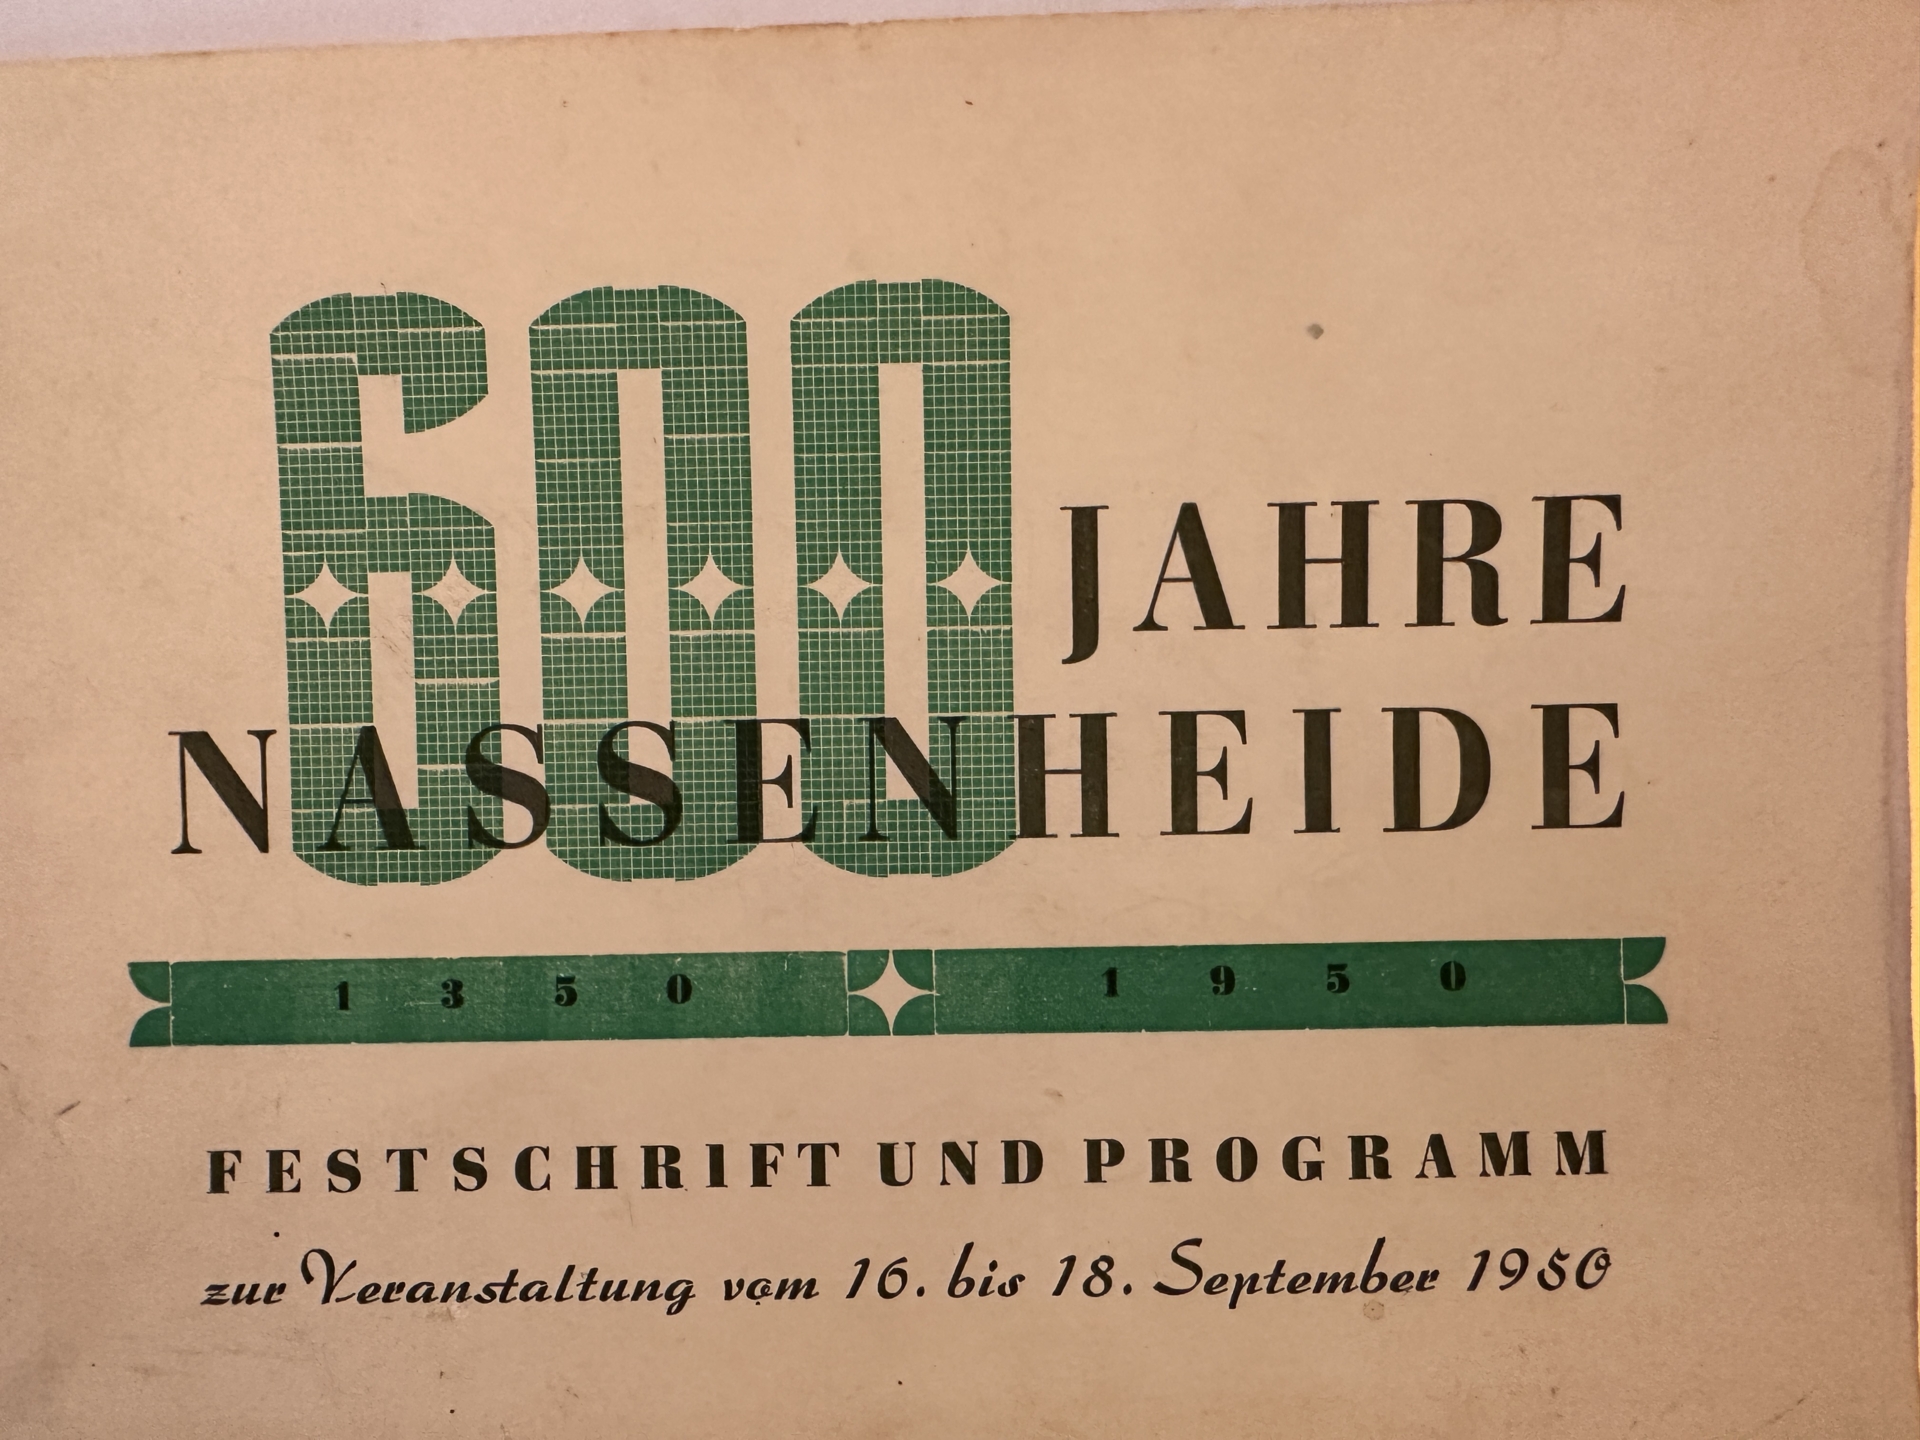 600 JAHRE
NASSENHEIDE
1350 1950
FESTSCHRIFT UND PROGRAMM
zur Veranstaltung vom 16. bis 18. September 1950